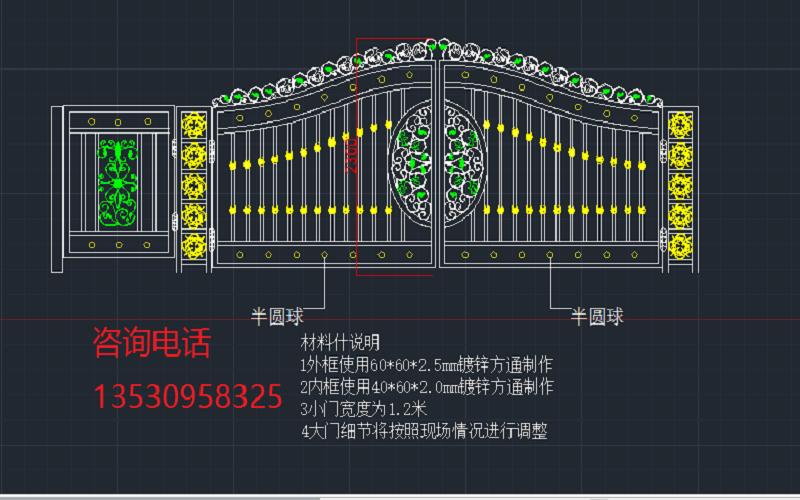 2300
半圆球
半圆球
咨询电话
13530958325
材料什说明
1外框使用60*60*2.5mm镀锌方通制作
2内框使用40*60*2.0mm镀锌方通制作
3小门宽度为1.2米
4大门细节将按照现场情况进行调整